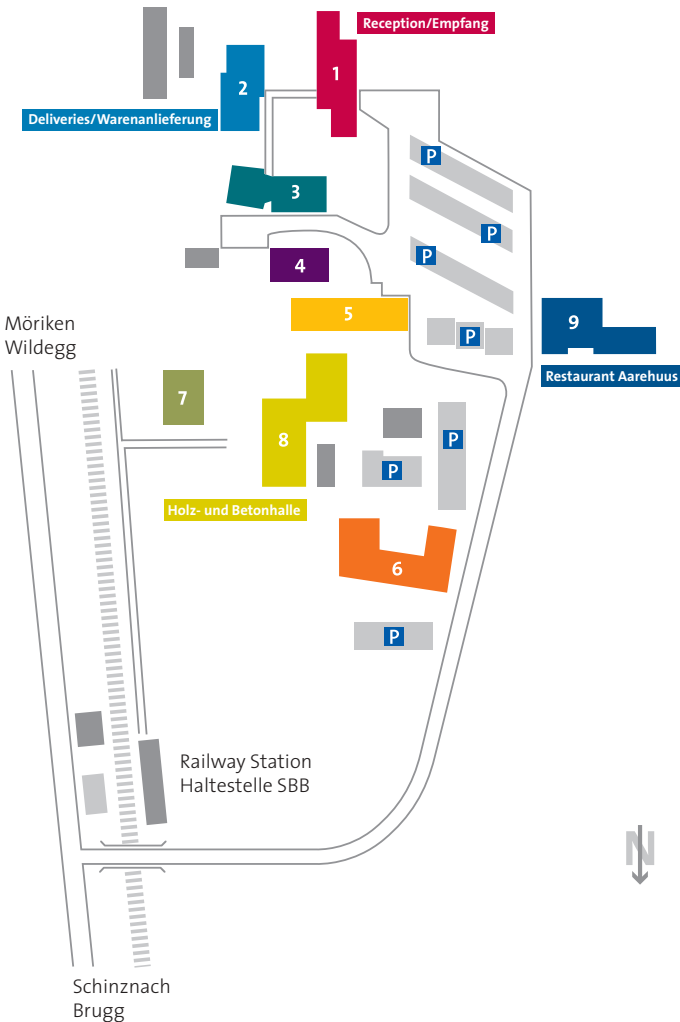 Reception/Empfang
1
2
Deliveries/Warenanlieferung
P
3
P
P
4
5
9
P
Möriken
Wildegg
Restaurant Aarehuus
7
8
P
P
Holz- und Betonhalle
6
P
Railway Station
Haltestelle SBB
N
Schinznach
Brugg